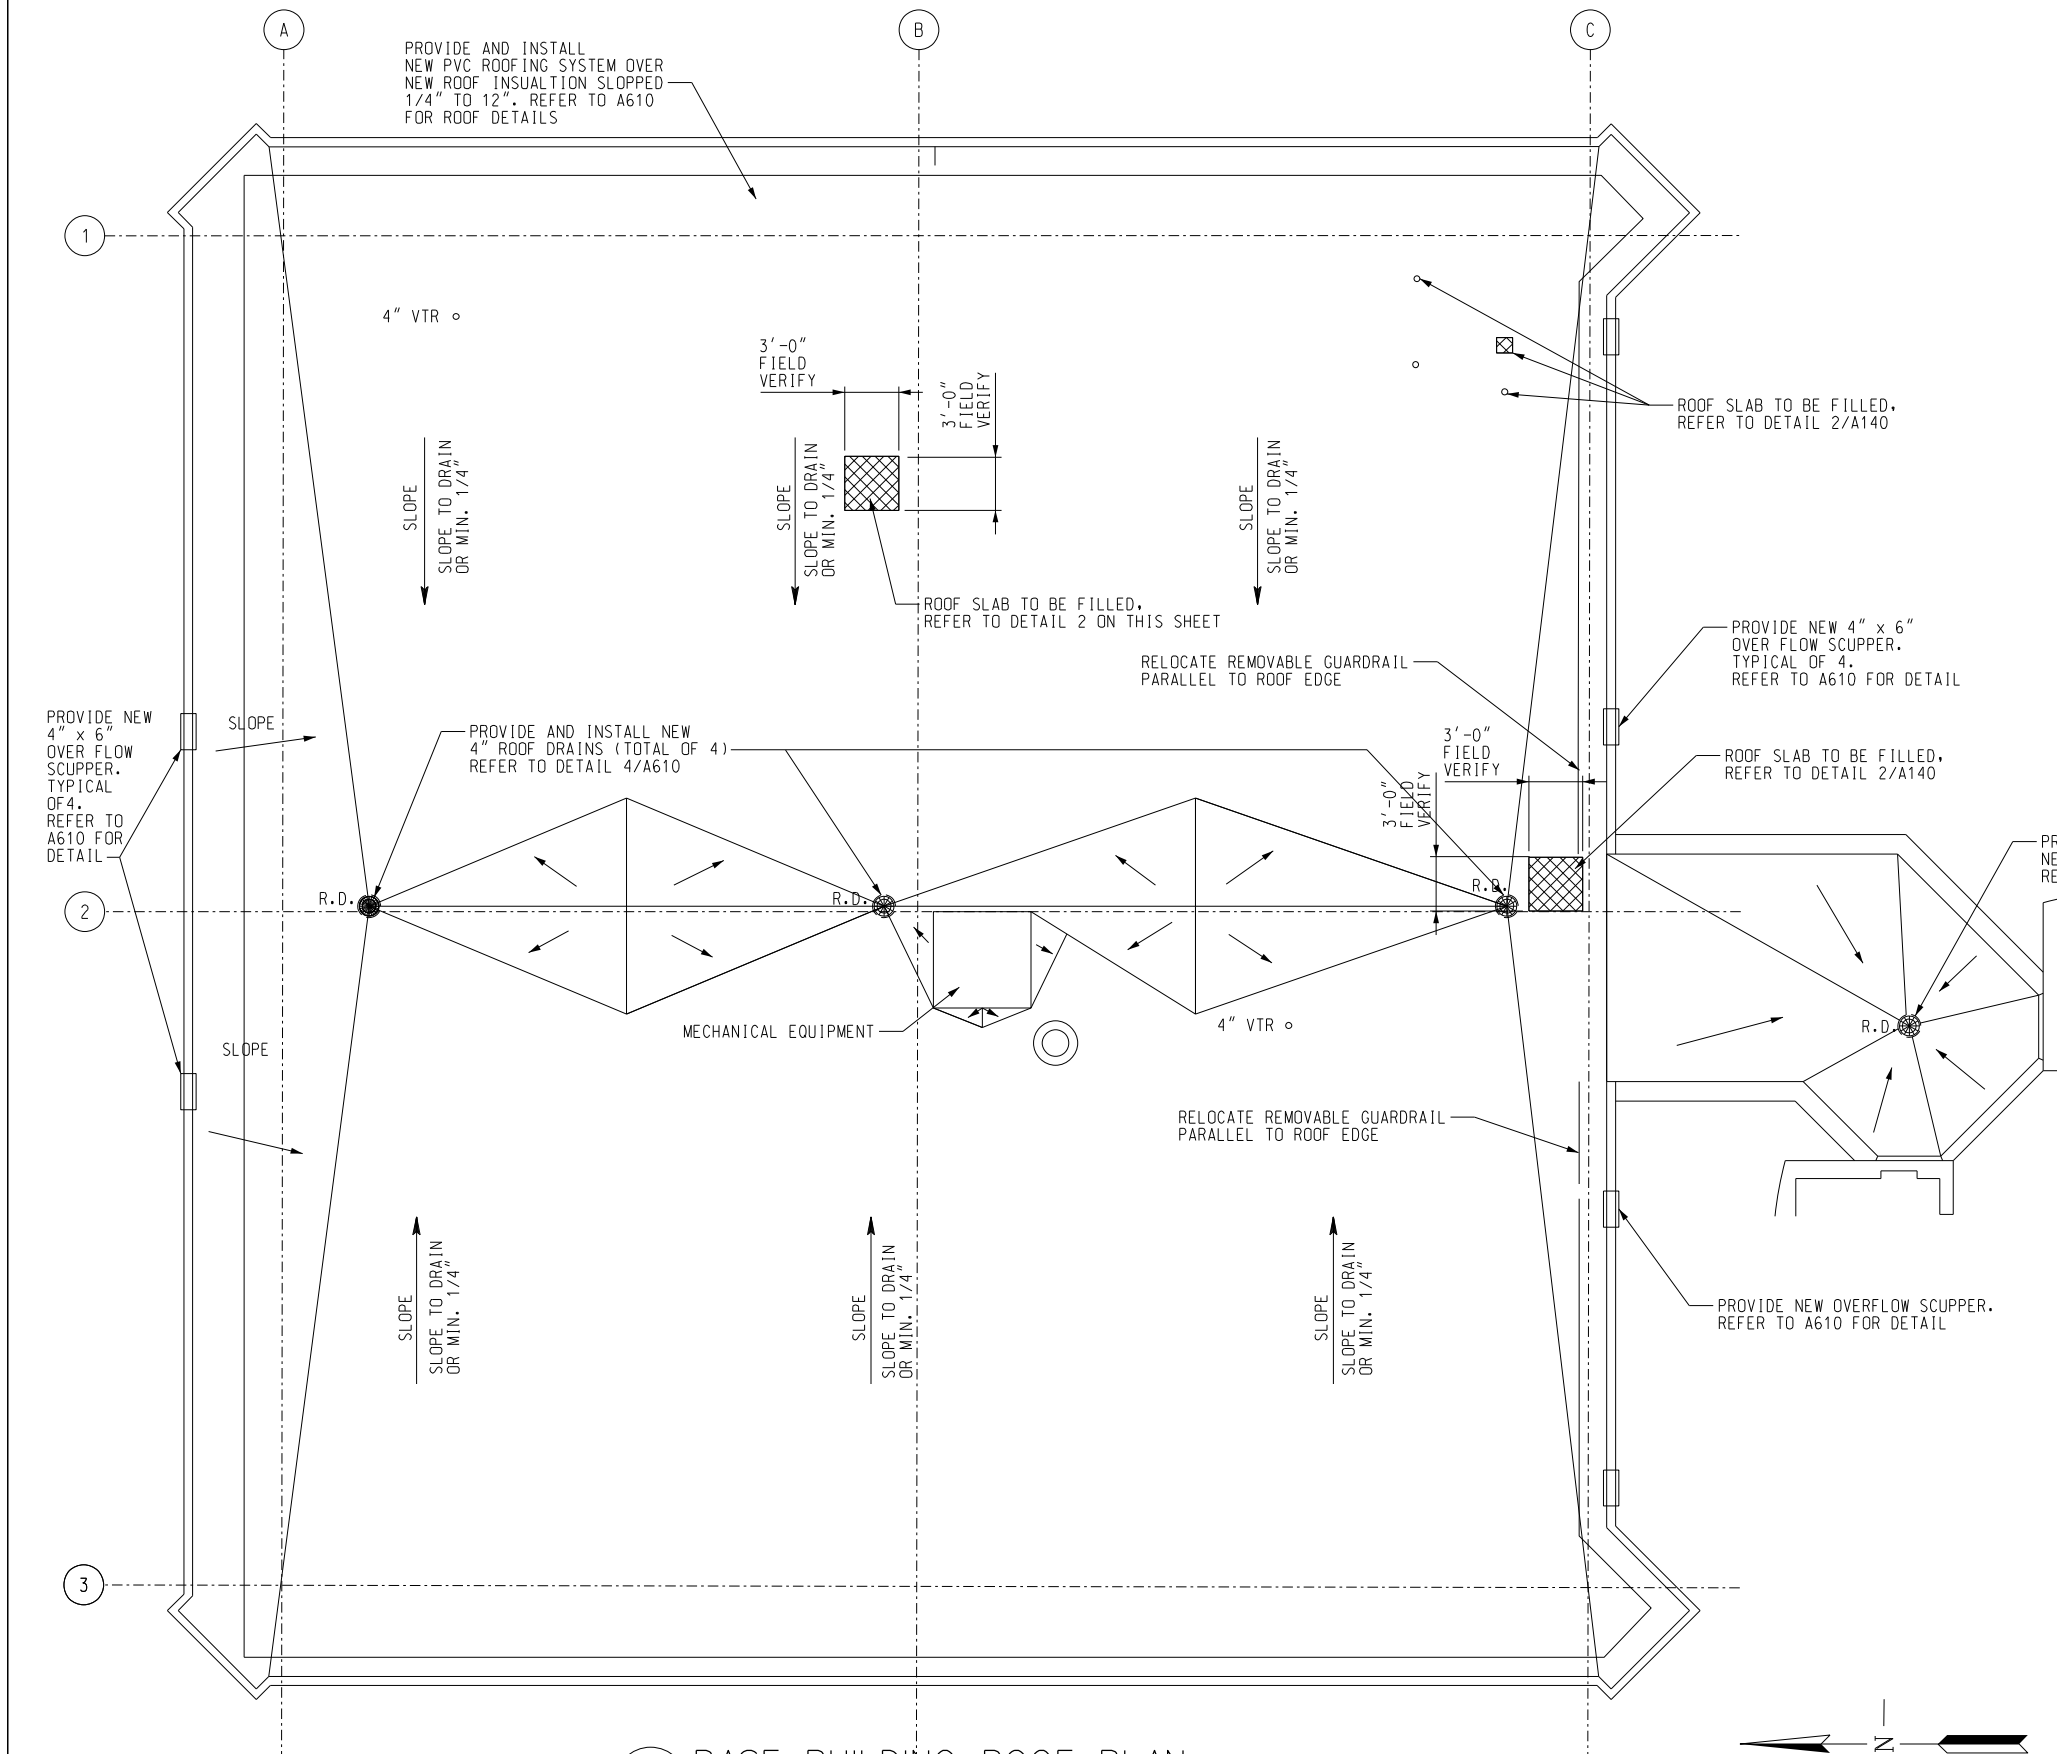 A
B
C
PROVIDE AND INSTALL
NEW PVC ROOFING SYSTEM OVER
NEW ROOF INSUALTION SLOPPED
1/4" TO 12". REFER TO A610
FOR ROOF DETAILS
1
4" VTR
3'-0"
FIELD
VERIFY
3'-0"
FIELD
VERIFY
ROOF SLAB TO BE FILLED,
REFER TO DETAIL 2/A140
SLOPE
SLOPE TO DRAIN
OR MIN. 1/4"
SLOPE
SLOPE TO DRAIN
OR MIN. 1/4"
SLOPE
SLOPE TO DRAIN
OR MIN. 1/4"
ROOF SLAB TO BE FILLED,
REFER TO DETAIL 2 ON THIS SHEET
PROVIDE NEW 4" x 6"
OVER FLOW SCUPPER.
TYPICAL OF 4.
REFER TO A610 FOR DETAIL
RELOCATE REMOVABLE GUARDRAIL
PARALLEL TO ROOF EDGE
PROVIDE NEW
4" x 6"
OVER FLOW
SCUPPER.
TYPICAL
OF4.
REFER TO
A610 FOR
DETAIL
SLOPE
PROVIDE AND INSTALL NEW
4" ROOF DRAINS (TOTAL OF 4)
REFER TO DETAIL 4/A610
3'-0"
FIELD
VERIFY
3'-0"
FIELD
VERIFY
ROOF SLAB TO BE FILLED,
REFER TO DETAIL 2/A140
2
R.D.
R.D.
R.D.
R.D.
MECHANICAL EQUIPMENT
4" VTR
SLOPE
RELOCATE REMOVABLE GUARDRAIL
PARALLEL TO ROOF EDGE
SLOPE
SLOPE TO DRAIN
OR MIN. 1/4"
SLOPE
SLOPE TO DRAIN
OR MIN. 1/4"
SLOPE
SLOPE TO DRAIN
OR MIN. 1/4"
PROVIDE NEW OVERFLOW SCUPPER.
REFER TO A610 FOR DETAIL
3
BASE BUILDING ROOF PLAN
N